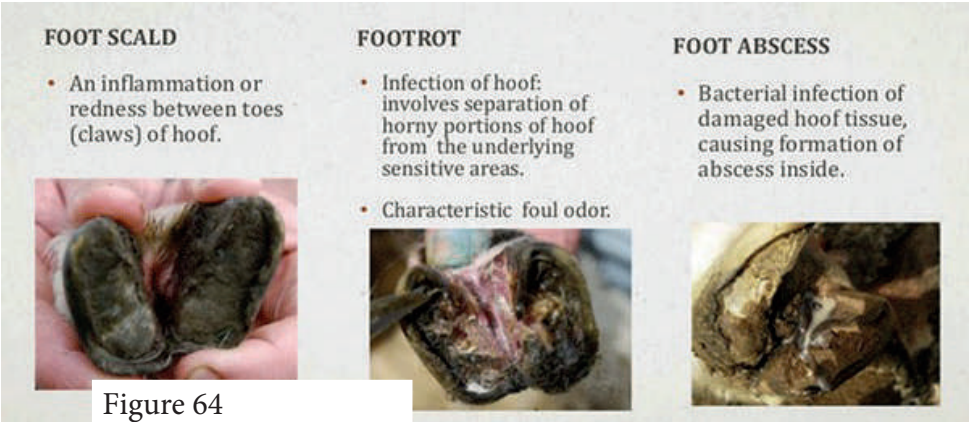 FOOT SCALD
• An inflammation or
redness between toes
(claws) of hoof.
FOOTROT
• Infection of hoof:
involves separation of
horny portions of hoof
from the underlying
sensitive areas.
• Characteristic foul odor.
FOOT ABSCESS
• Bacterial infection of
damaged hoof tissue,
causing formation of
abscess inside.
Figure 64